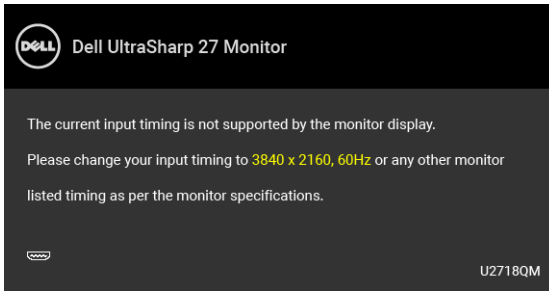 DELL Dell UltraSharp 27 Monitor
The current input timing is not supported by the monitor display.
Please change your input timing to 3840 x 2160, 60Hz or any other monitor
listed timing as per the monitor specifications.
U2718QM